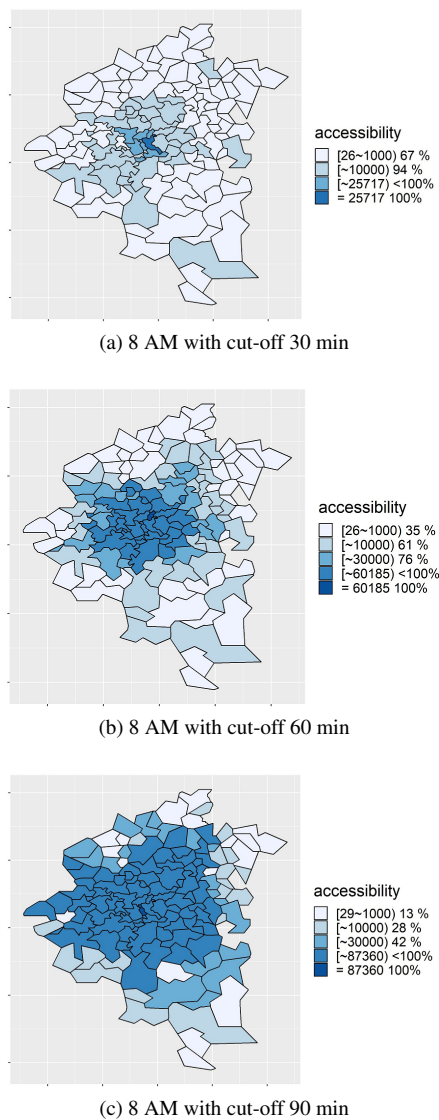 accessibility
[26~1000) 67 %
[~10000) 94 %
[~25717) <100%
= 25717 100%
(a) 8 AM with cut-off 30 min
accessibility
[26~1000) 35 %
[~10000) 61 %
[~30000) 76 %
[~60185) <100%
= 60185 100%
(b) 8 AM with cut-off 60 min
accessibility
[29~1000) 13 %
[~10000) 28 %
[~30000) 42 %
[~87360) <100%
= 87360 100%
(c) 8 AM with cut-off 90 min